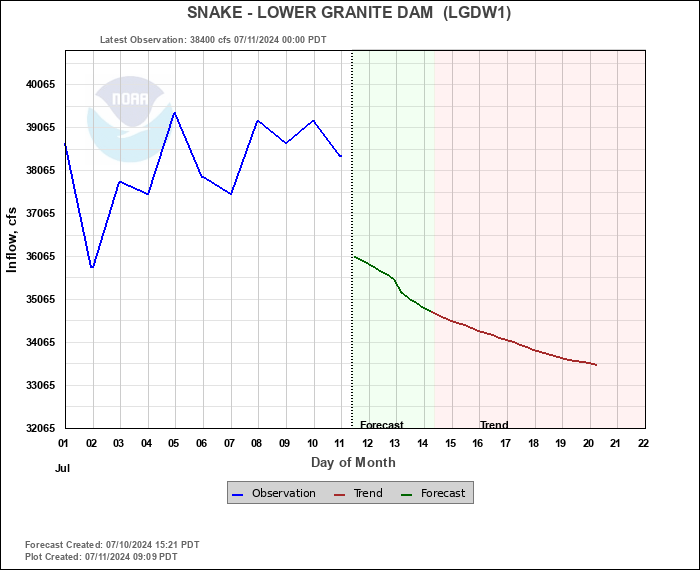 SNAKE - LOWER GRANITE DAM (LGDW1)
Latest Observation: 38400 cfs 07/11/2024 00:00 PDT
40065
39065
38065
37065
36065
35065
34065
33065
32065
Inflow, cfs
NOAA
Forecast Trend
01 02 03 04 05 06 07 08 09 10 11 12 13 14 15 16 17 18 19 20 21 22
Jul
Day of Month
Observation Trend Forecast
Forecast Created: 07/10/2024 15:21 PDT
Plot Created: 07/11/2024 09:09 PDT